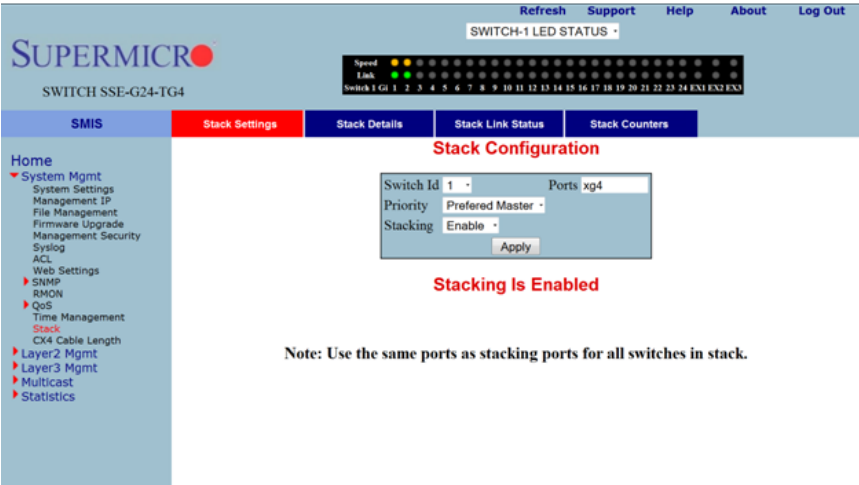 Refresh Support Help About Log Out
SWITCH-1 LED STATUS
SUPERMICRO
SWITCH SSE-G24-TG4
Speed
Link
Switch 1 Gi 1 2 3 4 5 6 7 8 9 10 11 12 13 14 15 16 17 18 19 20 21 22 23 24 EX1 EX2 EX3
SMIS Stack Settings Stack Details Stack Link Status Stack Counters
Home
System Mgmt
System Settings
Management IP
File Management
Firmware Upgrade
Management Security
Syslog
ACL
Web Settings
SNMP
RMON
QoS
Time Management
Stack
CX4 Cable Length
Layer2 Mgmt
Layer3 Mgmt
Multicast
Statistics
Stack Configuration
Switch Id 1 Ports xg4
Priority Prefered Master
Stacking Enable
Apply
Stacking Is Enabled
Note: Use the same ports as stacking ports for all switches in stack.